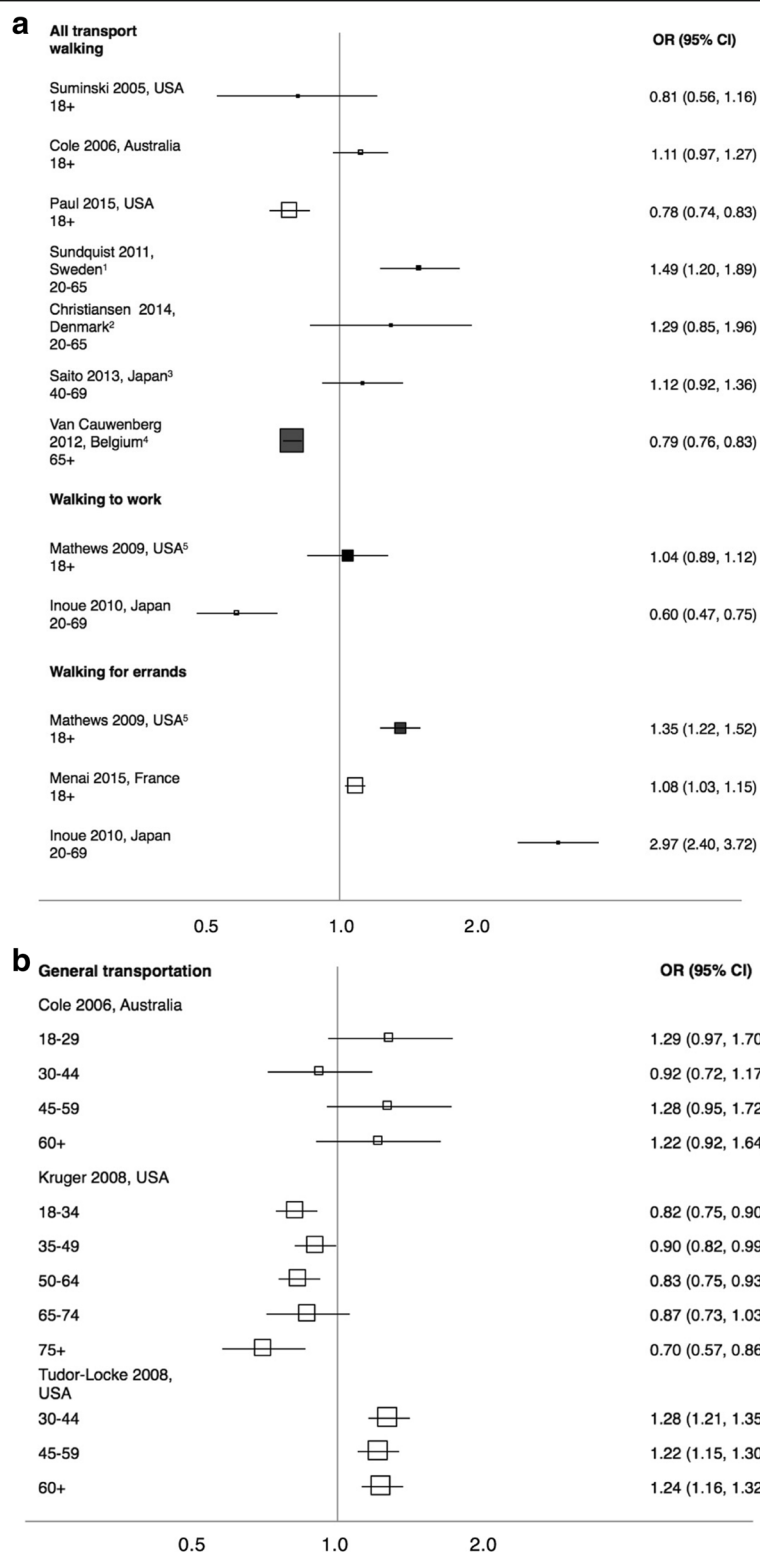 a
All transport
walking
OR (95% CI)
Suminski 2005, USA
18+
0.81 (0.56, 1.16)
Cole 2006, Australia
18+
1.11 (0.97, 1.27)
Paul 2015, USA
18+
0.78 (0.74, 0.83)
Sundquist 2011,
Sweden¹
20-65
1.49 (1.20, 1.89)
Christiansen 2014,
Denmark²
20-65
1.29 (0.85, 1.96)
Saito 2013, Japan³
40-69
1.12 (0.92, 1.36)
Van Cauwenberg
2012, Belgium⁴
65+
0.79 (0.76, 0.83)
Walking to work
Mathews 2009, USA⁵
18+
1.04 (0.89, 1.12)
Inoue 2010, Japan
20-69
0.60 (0.47, 0.75)
Walking for errands
Mathews 2009, USA⁵
18+
1.35 (1.22, 1.52)
Menai 2015, France
18+
1.08 (1.03, 1.15)
Inoue 2010, Japan
20-69
2.97 (2.40, 3.72)
0.5 1.0 2.0
b
General transportation OR (95% CI)
Cole 2006, Australia
18-29 1.29 (0.97, 1.70
30-44 0.92 (0.72, 1.17
45-59 1.28 (0.95, 1.72
60+ 1.22 (0.92, 1.64
Kruger 2008, USA
18-34 0.82 (0.75, 0.90
35-49 0.90 (0.82, 0.99
50-64 0.83 (0.75, 0.93
65-74 0.87 (0.73, 1.03
75+ 0.70 (0.57, 0.86
Tudor-Locke 2008,
USA
30-44 1.28 (1.21, 1.35
45-59 1.22 (1.15, 1.30
60+ 1.24 (1.16, 1.32
0.5 1.0 2.0